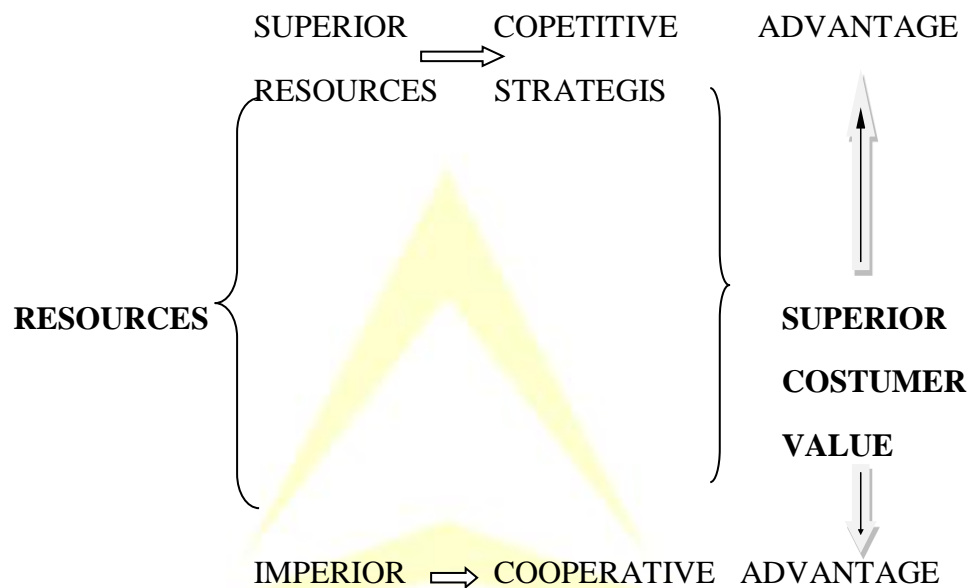 SUPERIOR COPETITIVE ADVANTAGE
RESOURCES STRATEGIS
RESOURCES
SUPERIOR
COSTUMER
VALUE
IMPERIOR COOPERATIVE ADVANTAGE